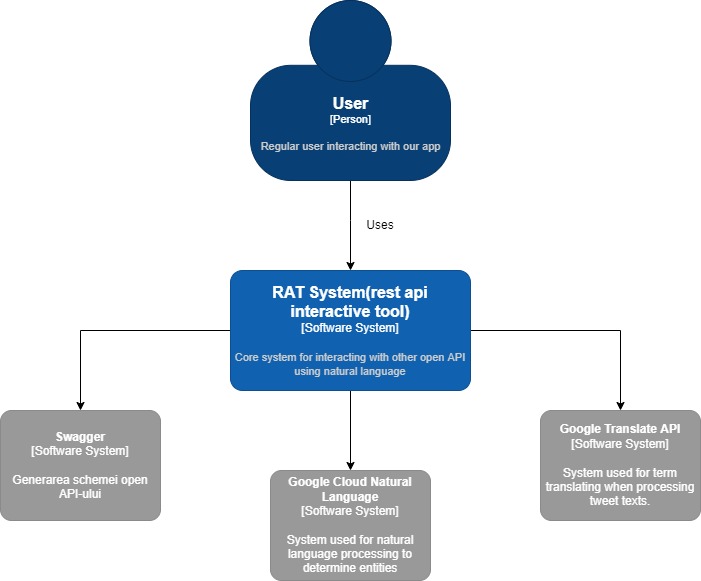 User
[Person]
Regular user interacting with our app
Uses
RAT System(rest api
interactive tool)
[Software System]
Core system for interacting with other open API
using natural language
Swagger
[Software System]
Generarea schemei open
API-ului
Google Cloud Natural
Language
[Software System]
System used for natural
language processing to
determine entities
Google Translate API
[Software System]
System used for term
translating when processing
tweet texts.